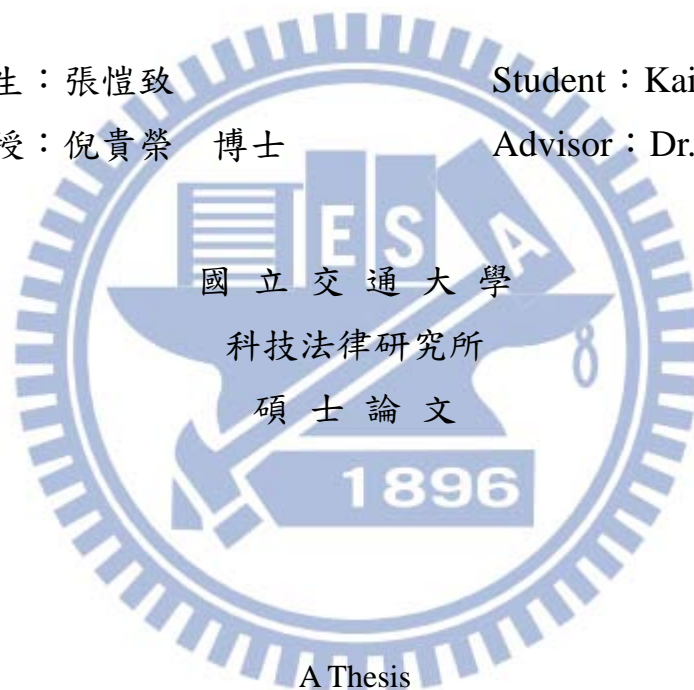 生：張愷致 Student：Kai
授：倪貴榮 博士 Advisor：Dr.
E S A
國立交通大學
科技法律研究所
碩士論文
1896
A Thesis